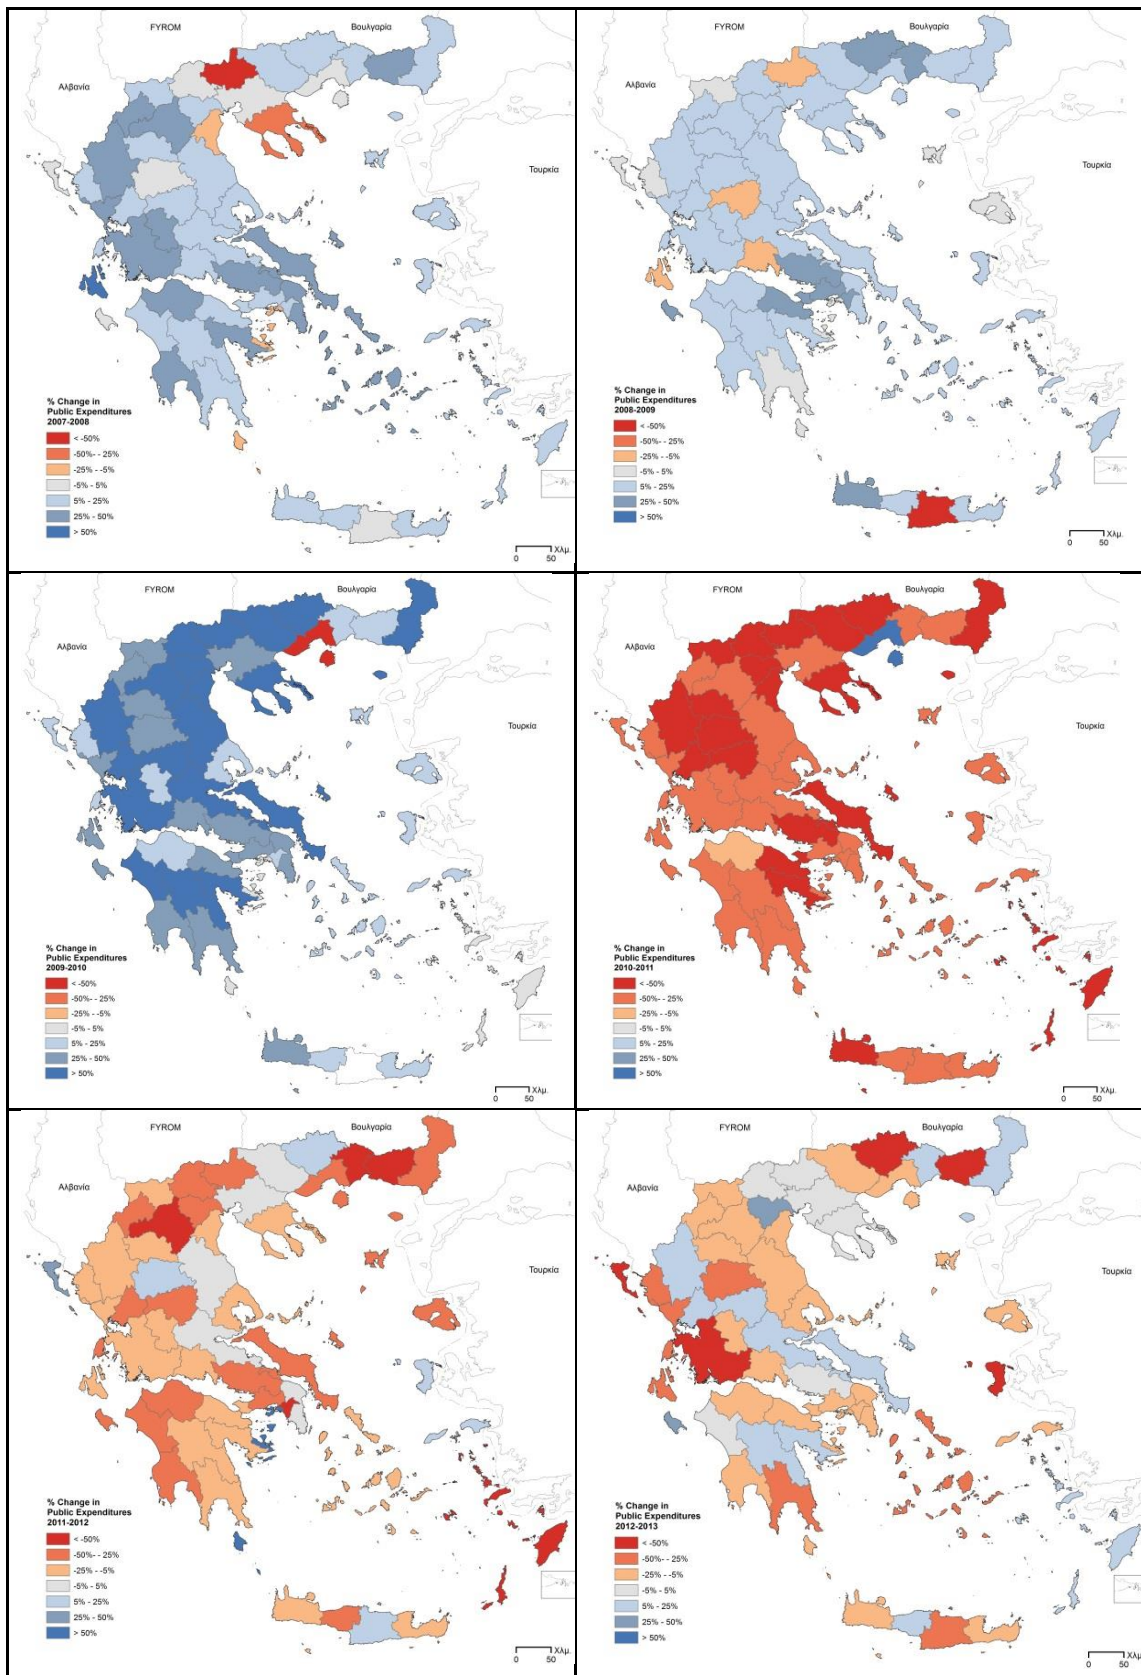 FYROM
Βουλγαρία
Αλβανία
Τουρκία
% Change in
Public Expenditures
2007-2008
< -50%
-50%- - 25%
-25% - -5%
-5% - 5%
5% - 25%
25% - 50%
> 50%
Χλμ.
0 50
FYROM
Βουλγαρία
Αλβανία
Τουρκία
% Change in
Public Expenditures
2008-2009
< -50%
-50%- - 25%
-25% - -5%
-5% - 5%
5% - 25%
25% - 50%
> 50%
Χλμ.
0 50
FYROM
Βουλγαρία
Αλβανία
Τουρκία
% Change in
Public Expenditures
2009-2010
< -50%
-50%- - 25%
-25% - -5%
-5% - 5%
5% - 25%
25% - 50%
> 50%
Χλμ.
0 50
FYROM
Βουλγαρία
Αλβανία
Τουρκία
% Change in
Public Expenditures
2010-2011
< -50%
-50%- - 25%
-25% - -5%
-5% - 5%
5% - 25%
25% - 50%
> 50%
Χλμ.
0 50
FYROM
Βουλγαρία
Αλβανία
Τουρκία
% Change in
Public Expenditures
2011-2012
< -50%
-50%- - 25%
-25% - -5%
-5% - 5%
5% - 25%
25% - 50%
> 50%
Χλμ.
0 50
FYROM
Βουλγαρία
Αλβανία
Τουρκία
% Change in
Public Expenditures
2012-2013
< -50%
-50%- - 25%
-25% - -5%
-5% - 5%
5% - 25%
25% - 50%
> 50%
Χλμ.
0 50